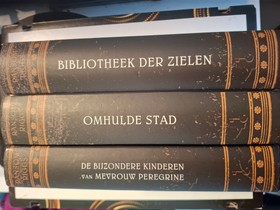 BIBLIOTHEEK DER ZIELEN
OMHULDE STAD
DE BIJZONDERE KINDEREN
VAN MEVROUW PEREGRINE